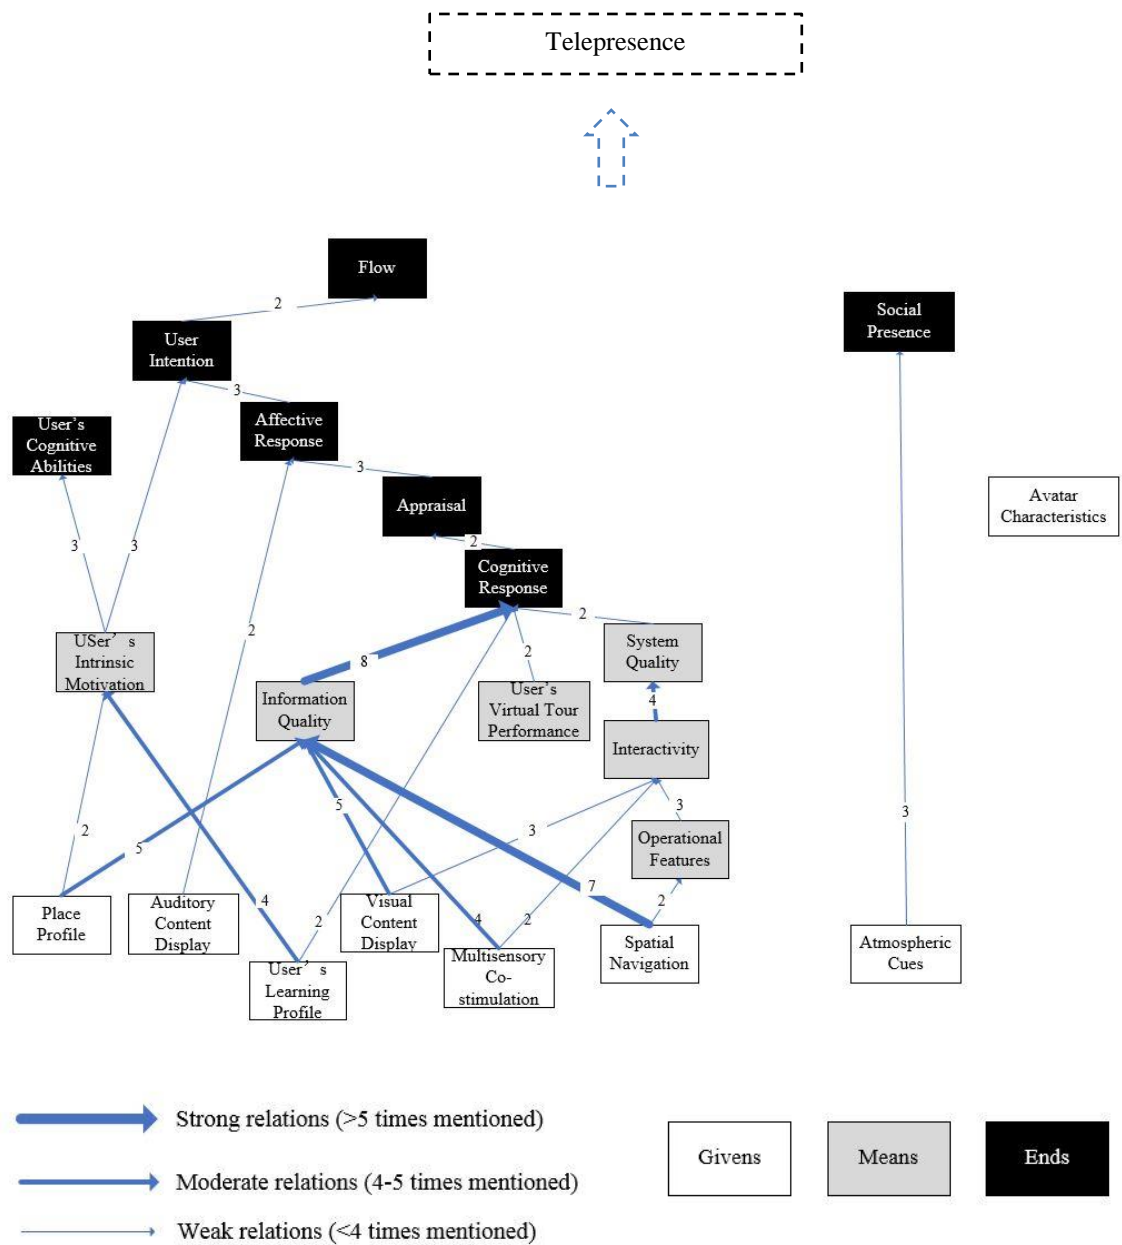 Telepresence
Flow
2
Social
Presence
User
Intention
3
Affective
Response
User's
Cognitive
Abilities
3
Appraisal
Avatar
Characteristics
2
3
3
Cognitive
Response
2
USer' s
Intrinsic
Motivation
2
2
System
Quality
8
Information
Quality
User's
Virtual Tour
Performance
4
Interactivity
5
3
3
3
2
5
Operational
Features
7
4
2
4
2
2
Place
Profile
Auditory
Content
Display
Visual
Content
Display
Spatial
Navigation
Atmospheric
Cues
User' s
Learning
Profile
Multisensory
Co-
stimulation
Strong relations (>5 times mentioned)
Moderate relations (4-5 times mentioned)
Weak relations (<4 times mentioned)
Givens
Means
Ends